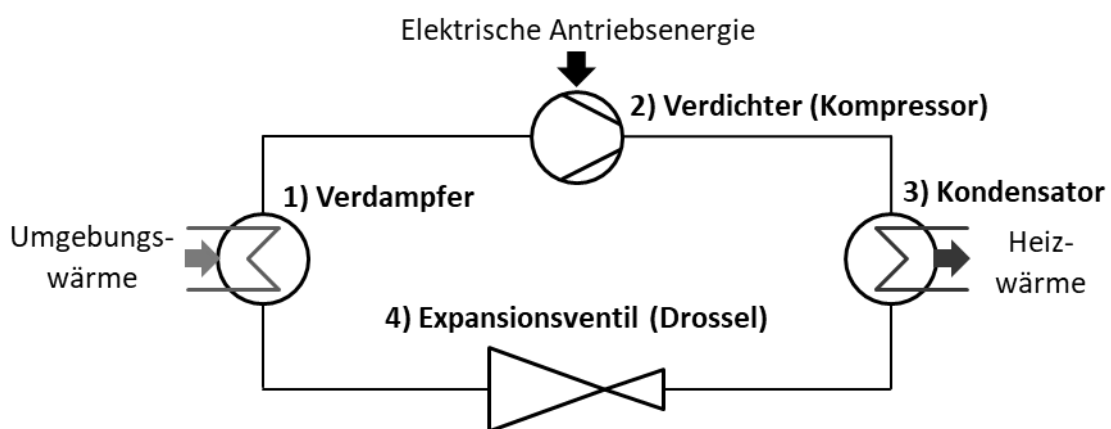 Elektrische Antriebsenergie
2) Verdichter (Kompressor)
1) Verdampfer
3) Kondensator
Umgebungs-
wärme
Heiz-
wärme
4) Expansionsventil (Drossel)